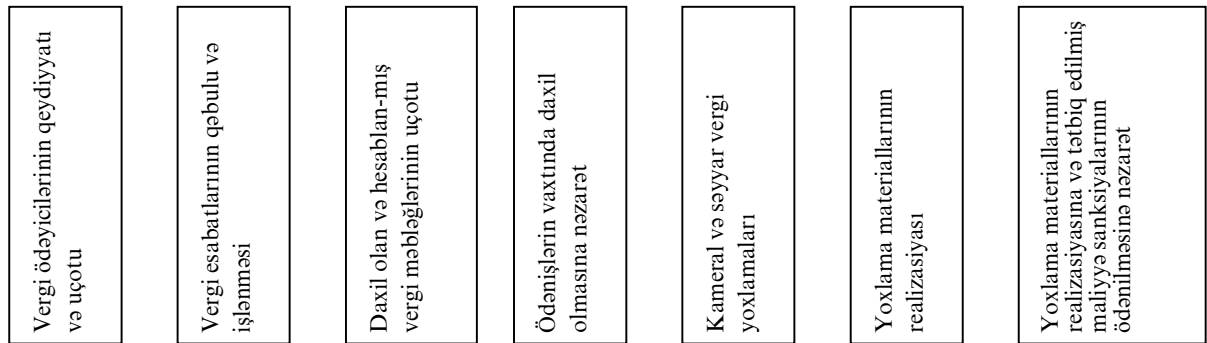 Vergi ödəyicilərinin qeydiyyatı
və uçotu
Vergi esabatlarının qəbulu və
işlənməsi
Daxil olan və hesablan-mış
vergi məbləğlərinin uçotu
Ödənişlərin vaxtında daxil
olmasına nəzarət
Kameral və səyyar vergi
yoxlamaları
Yoxlama materiallarının
realizasiyası
Yoxlama materiallarının
realizasiyasına və tətbiq edilmiş
maliyyə sanksiyalarının
ödənilməsinə nəzarət